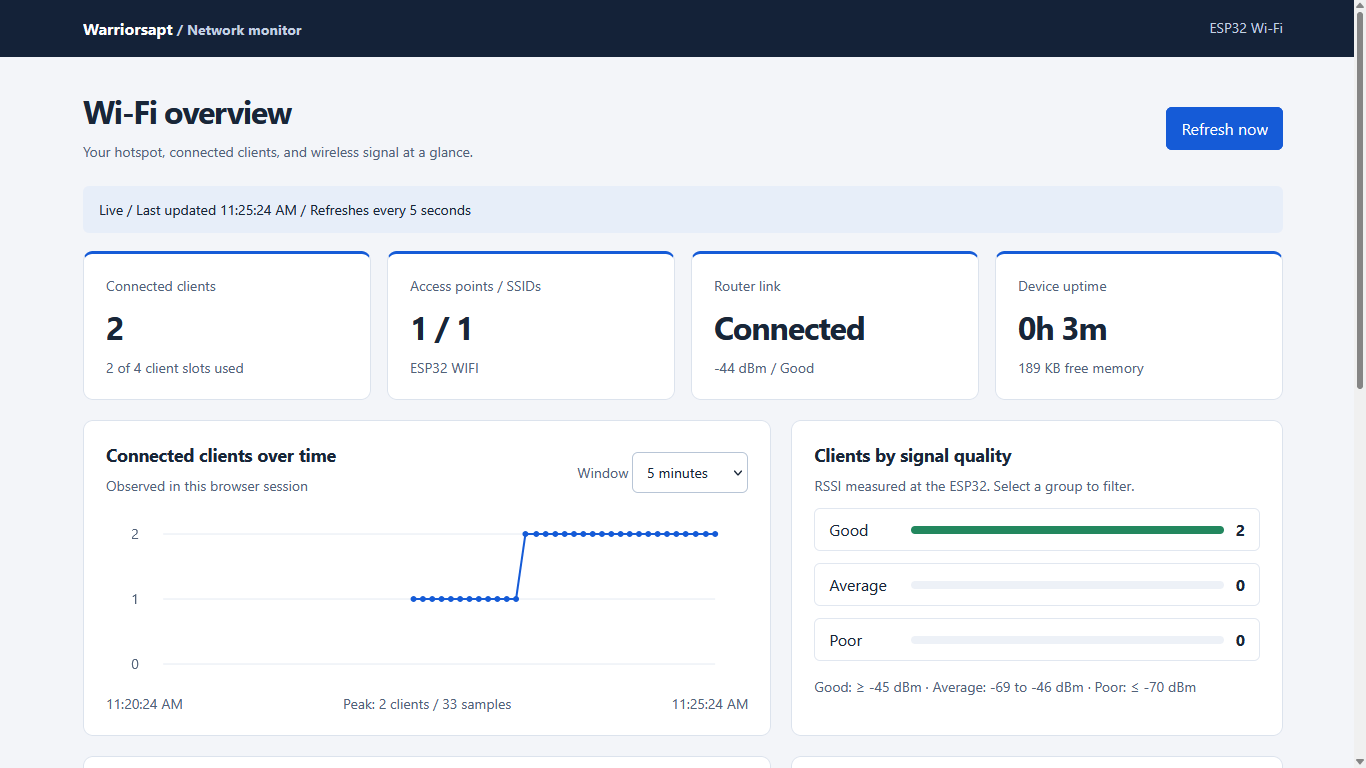 Warriorsapt / Network monitor
ESP32 Wi-Fi
Wi-Fi overview
Your hotspot, connected clients, and wireless signal at a glance.
Refresh now
Live / Last updated 11:25:24 AM / Refreshes every 5 seconds
Connected clients
2
2 of 4 client slots used
Access points / SSIDs
1 / 1
ESP32 WIFI
Router link
Connected
-44 dBm / Good
Device uptime
0h 3m
189 KB free memory
Connected clients over time
Observed in this browser session
Window 5 minutes
2
1
0
11:20:24 AM
Peak: 2 clients / 33 samples
11:25:24 AM
Clients by signal quality
RSSI measured at the ESP32. Select a group to filter.
Good 2
Average 0
Poor 0
Good: ≥ -45 dBm · Average: -69 to -46 dBm · Poor: ≤ -70 dBm